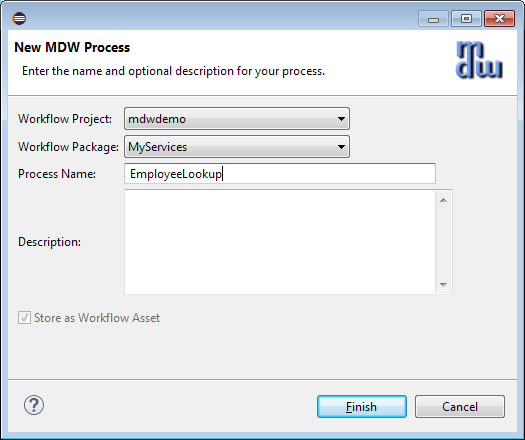 New MDW Process
Enter the name and optional description for your process.
mdw
Workflow Project: mdwdemo
Workflow Package: MyServices
Process Name: EmployeeLookup
Description:
Store as Workflow Asset
? Finish Cancel